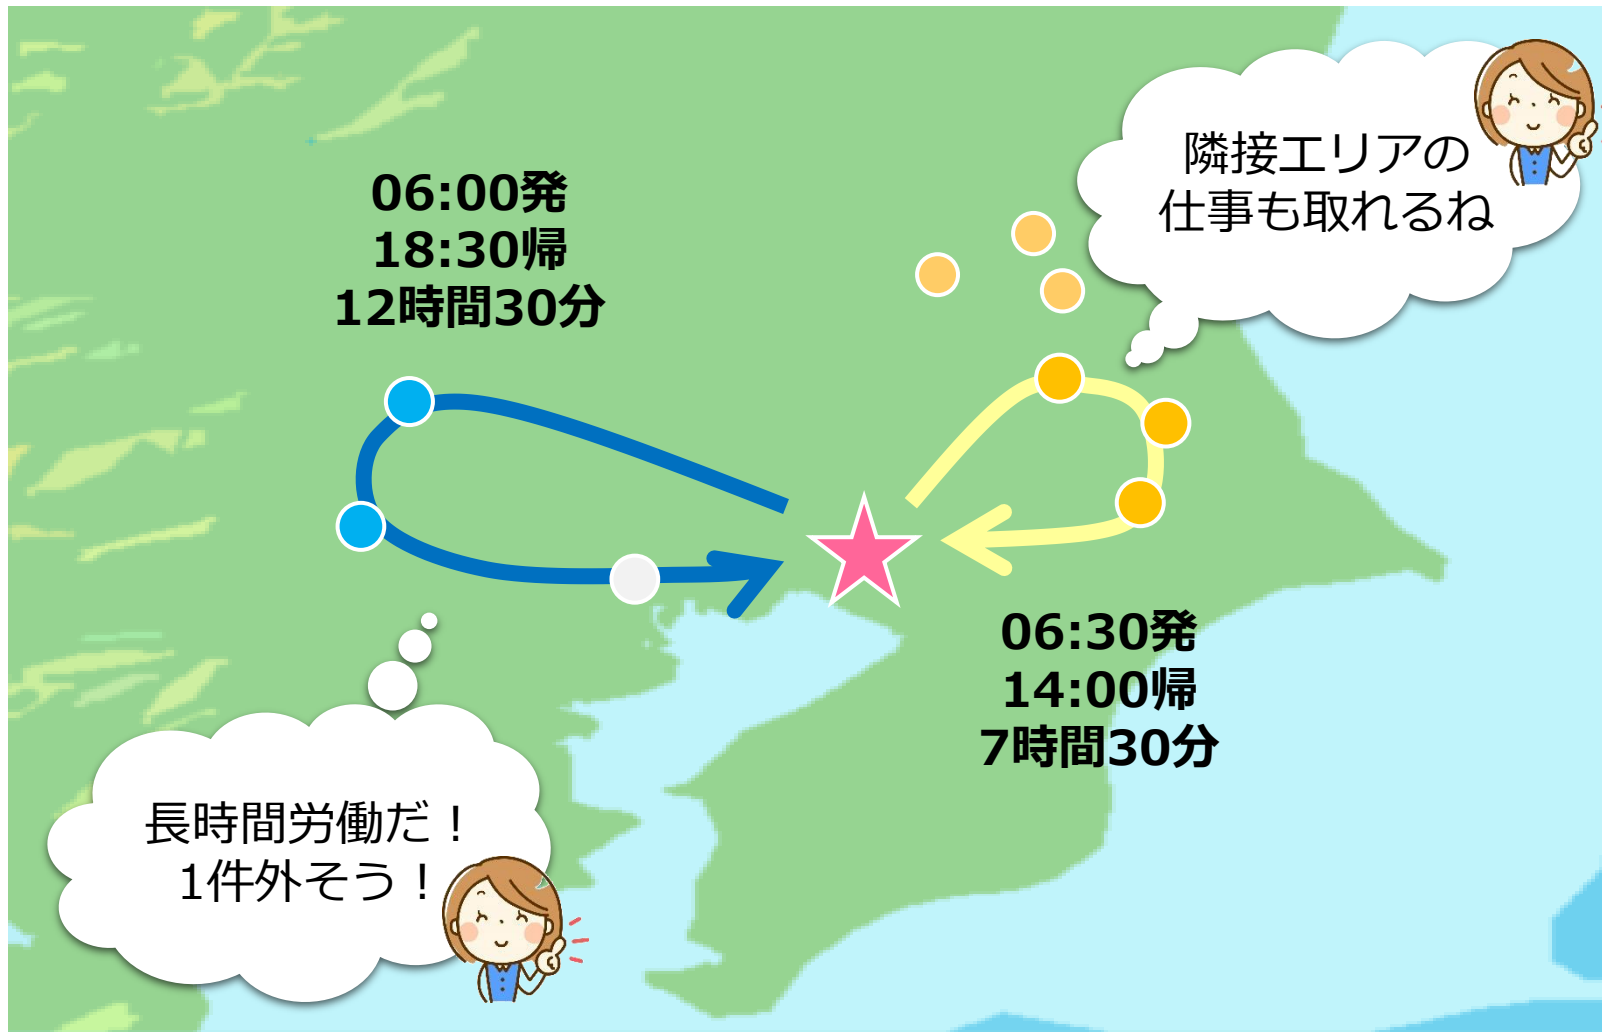 06:00発
18:30帰
12時間30分
隣接エリアの
仕事も取れるね
06:30発
14:00帰
7時間30分
長時間労働だ！
1件外そう！